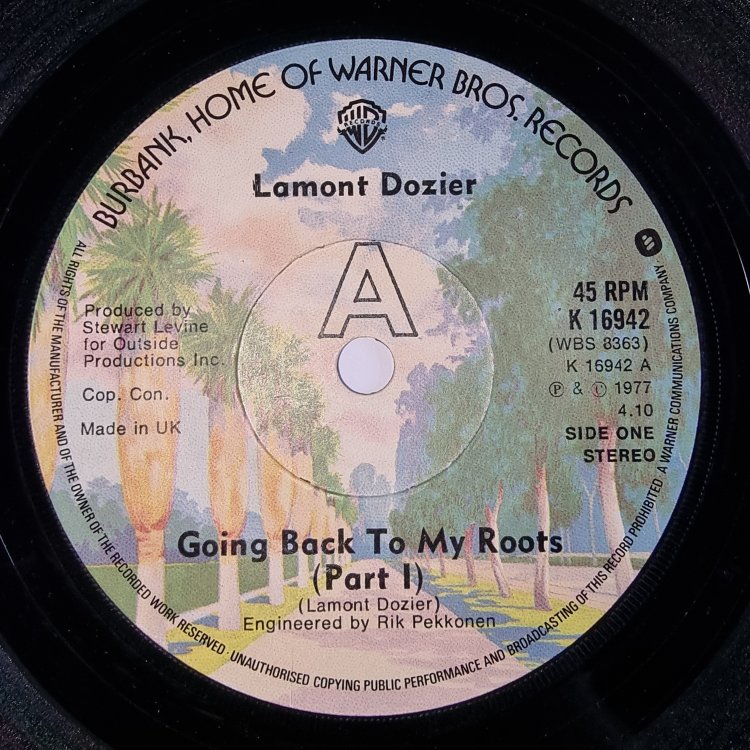 BURBANK, HOME OF WARNER BROS. RECORDS
RECORDS
Lamont Dozier
A
Produced by
Stewart Levine
for Outside
Productions Inc.
Cop. Con.
Made in UK
45 RPM
K 16942
(WBS 8363)
K 16942 A
Ⓟ & © 1977
4.10
SIDE ONE
STEREO
Going Back To My Roots
(Part I)
(Lamont Dozier)
Engineered by Rik Pekkonen
ALL RIGHTS OF THE MANUFACTURER AND OF THE OWNER OF THE RECORDED WORK RESERVED · UNAUTHORISED COPYING PUBLIC PERFORMANCE AND BROADCASTING OF THIS RECORD PROHIBITED · A WARNER COMMUNICATIONS COMPANY ·